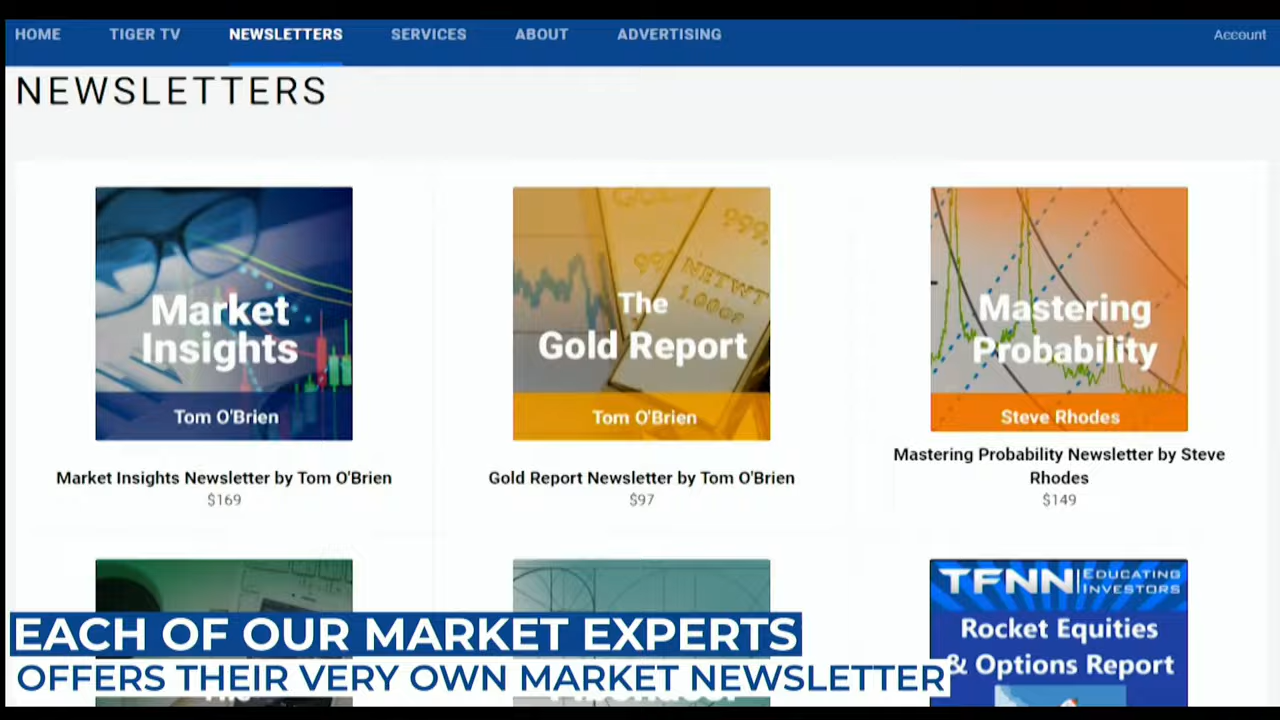 HOME TIGER TV NEWSLETTERS SERVICES ABOUT ADVERTISING Account
NEWSLETTERS
Market
Insights
Tom O'Brien
The
Gold Report
Tom O'Brien
Mastering
Probability
Steve Rhodes
Market Insights Newsletter by Tom O'Brien
$169
Gold Report Newsletter by Tom O'Brien
$97
Mastering Probability Newsletter by Steve
Rhodes
$149
TFNN EDUCATING
INVESTORS
Rocket Equities
& Options Report
EACH OF OUR MARKET EXPERTS
OFFERS THEIR VERY OWN MARKET NEWSLETTER